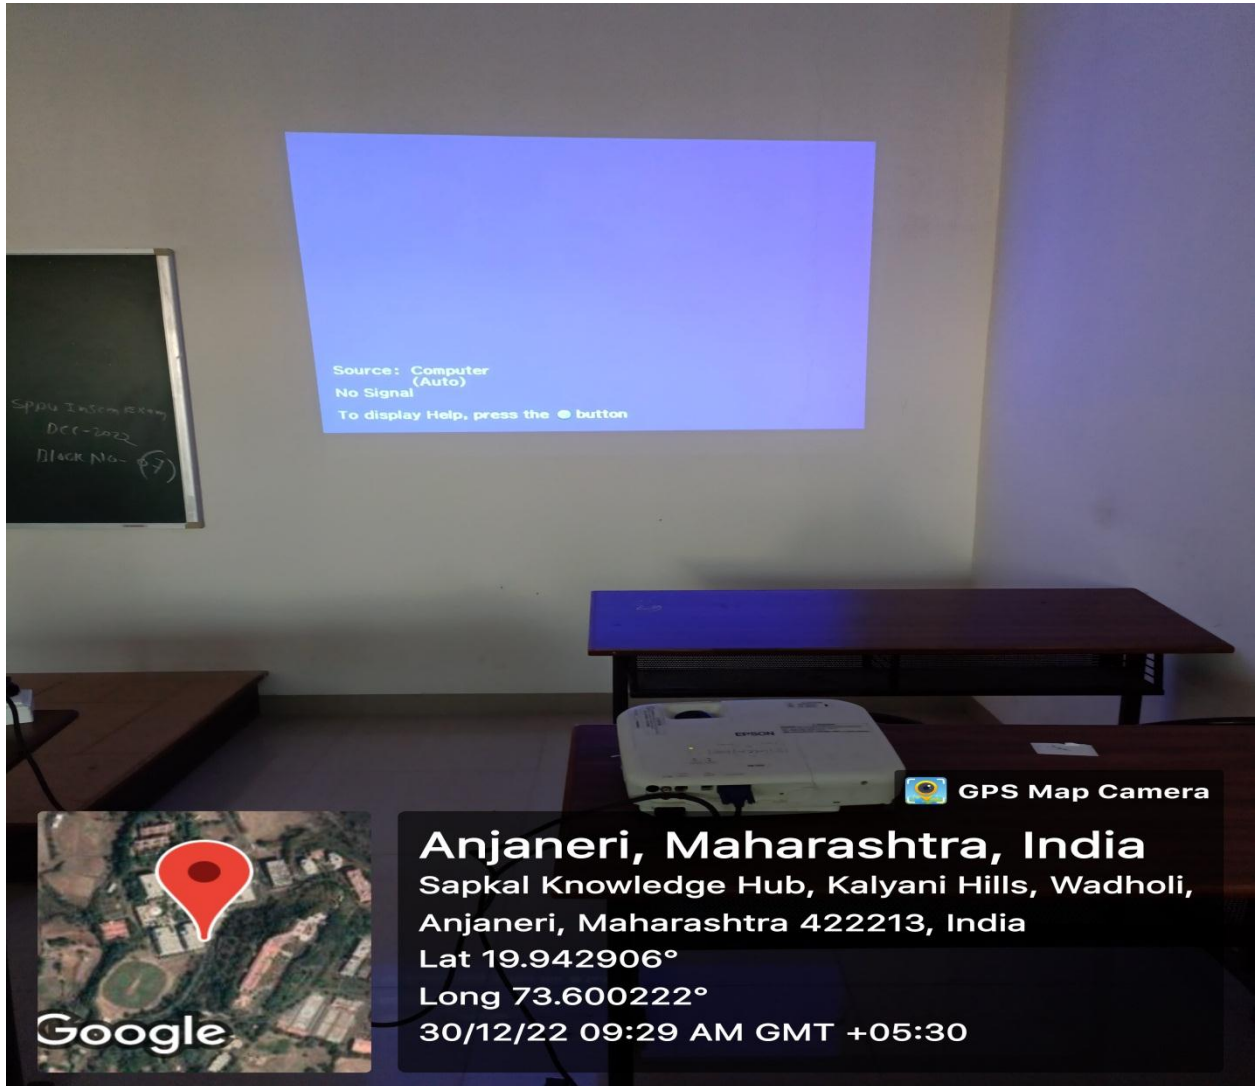 Source: Computer
(Auto)
No Signal
To display Help, press the button
Sppu Insem Exam
Dec-2022
Block No-
EPSON
GPS Map Camera
Anjaneri, Maharashtra, India
Sapkal Knowledge Hub, Kalyani Hills, Wadholi,
Anjaneri, Maharashtra 422213, India
Lat 19.942906°
Long 73.600222°
30/12/22 09:29 AM GMT +05:30
Google